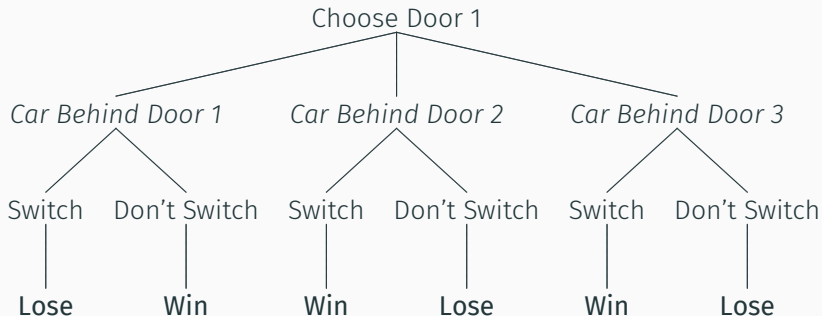 Choose Door 1
Car Behind Door 1 Car Behind Door 2 Car Behind Door 3
Switch Don’t Switch Switch Don’t Switch Switch Don’t Switch
Lose Win Win Lose Win Lose